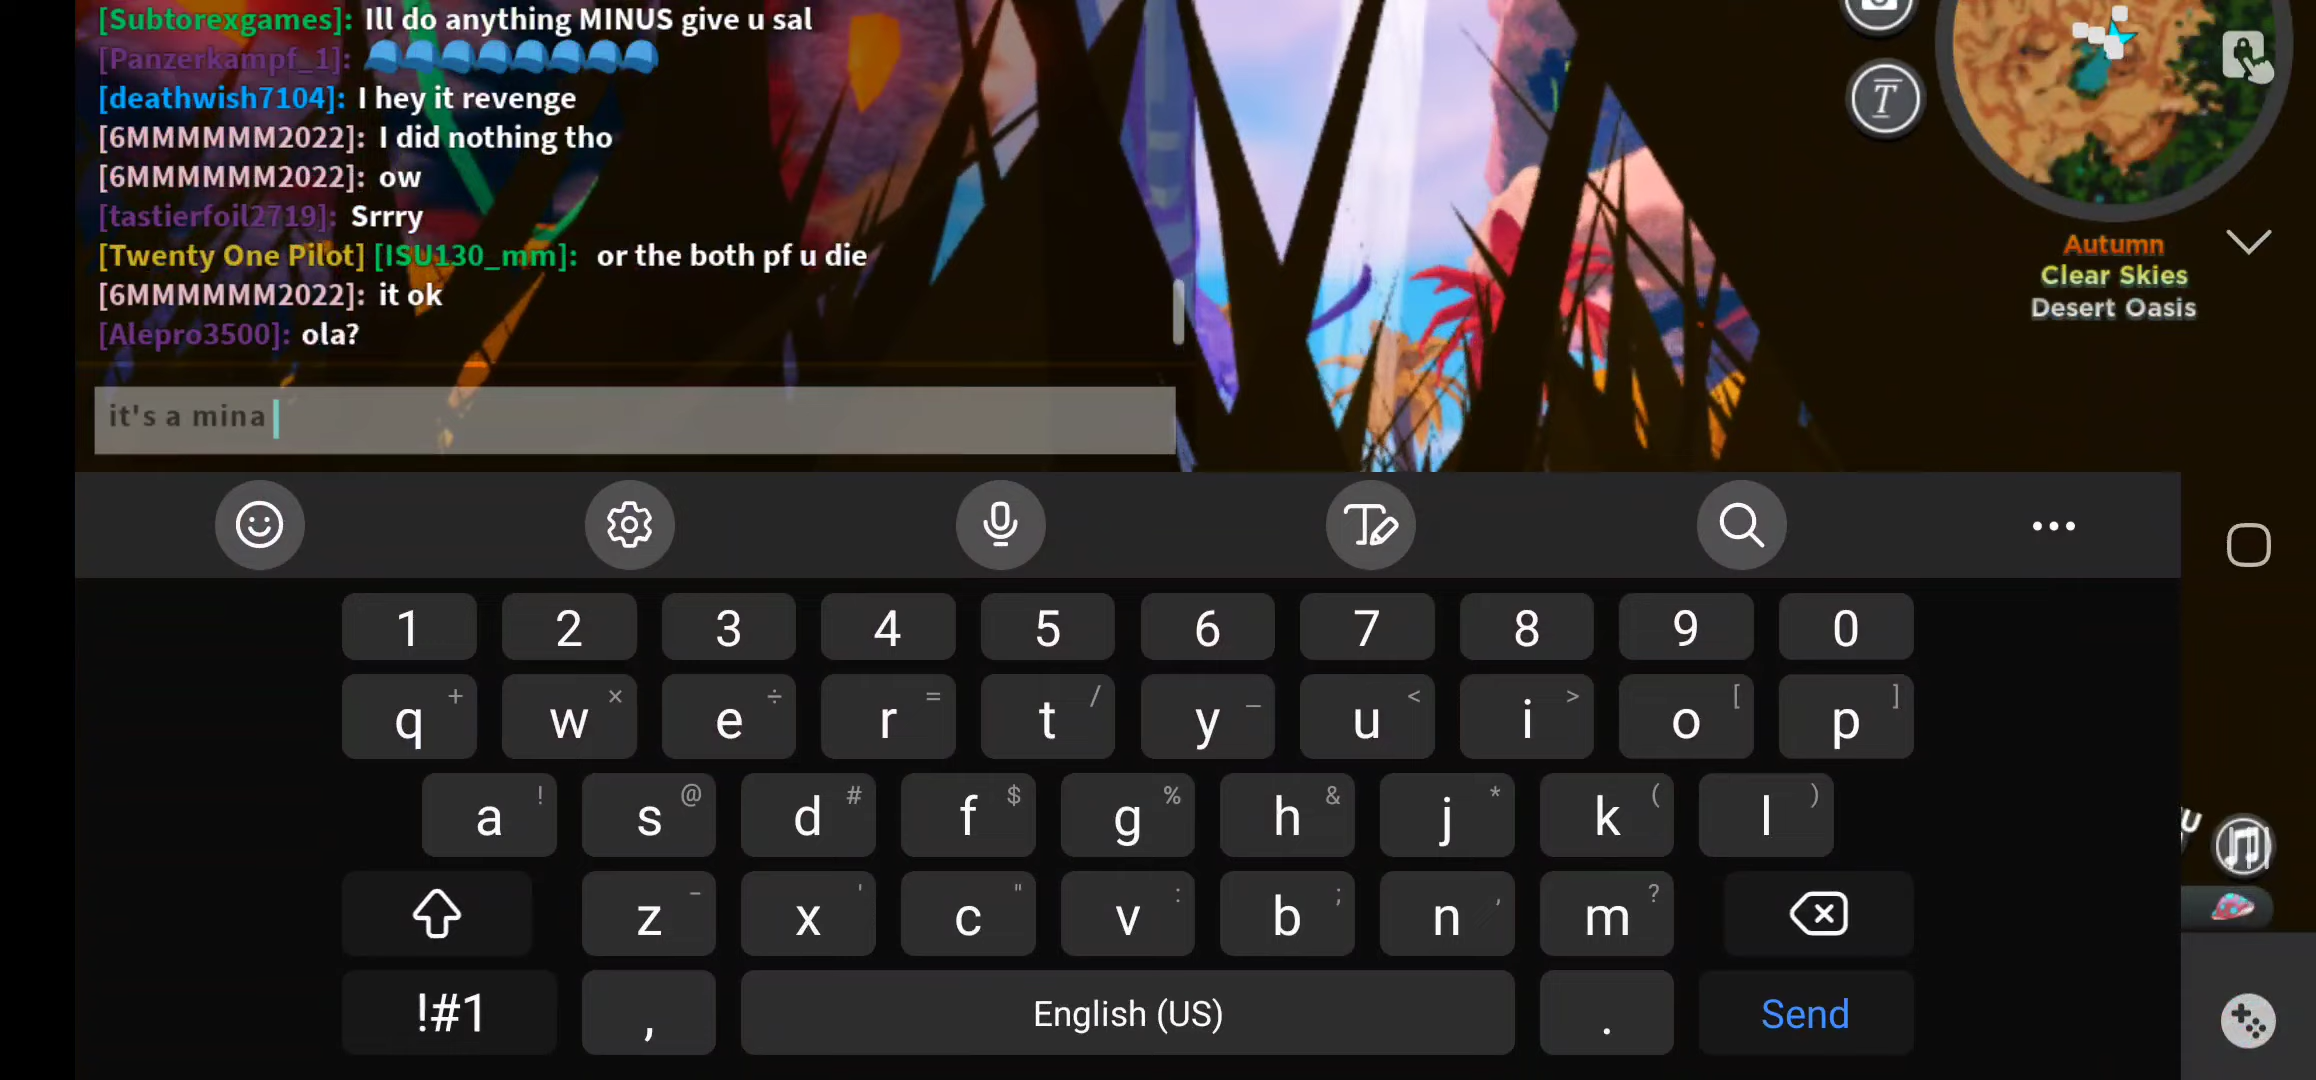 [Subtorexgames]: Ill do anything MINUS give u sal
[Panzerkampf_1]: 🧢🧢🧢🧢🧢🧢🧢🧢
[deathwish7104]: I hey it revenge
[6MMMMMM2022]: I did nothing tho
[6MMMMMM2022]: ow
[tastierfoil2719]: Srrry
[Twenty One Pilot] [ISU130_mm]: or the both pf u die
[6MMMMMM2022]: it ok
[Alepro3500]: ola?
it's a mina
T
Autumn
Clear Skies
Desert Oasis
1 2 3 4 5 6 7 8 9 0
q + w × e ÷ r = t / y _ u < i > o [ p ]
a ! s @ d # f $ g % h & j * k ( l )
z - x ' c " v : b ; n , m ?
!#1 , English (US) . Send
U